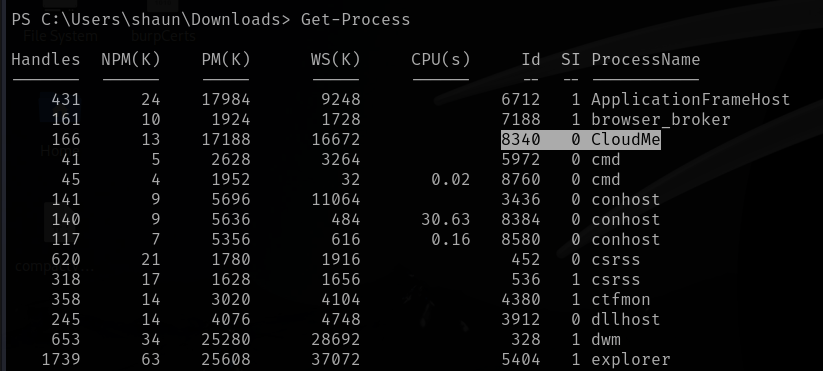 PS C:\Users\shaun\Downloads> Get-Process
File System burpCerts
Handles NPM(K) PM(K) WS(K) CPU(s) Id SI ProcessName
------- ------ ----- ----- ------ -- -- -----------
431 24 17984 9248 6712 1 ApplicationFrameHost
161 10 1924 1728 7188 1 browser_broker
166 13 17188 16672 8340 0 CloudMe
41 5 2628 3264 5972 0 cmd
45 4 1952 32 0.02 8760 0 cmd
141 9 5696 11064 3436 0 conhost
140 9 5636 484 30.63 8384 0 conhost
117 7 5356 616 0.16 8580 0 conhost
620 21 1780 1916 452 0 csrss
318 17 1628 1656 536 1 csrss
358 14 3020 4104 4380 1 ctfmon
245 14 4076 4748 3912 0 dllhost
653 34 25280 28692 328 1 dwm
1739 63 25608 37072 5404 1 explorer